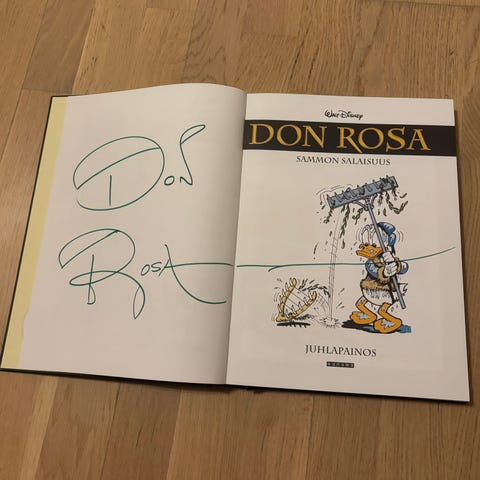 Don
Rosa
Walt Disney
DON ROSA
SAMMON SALAISUUS
JUHLAPAINOS